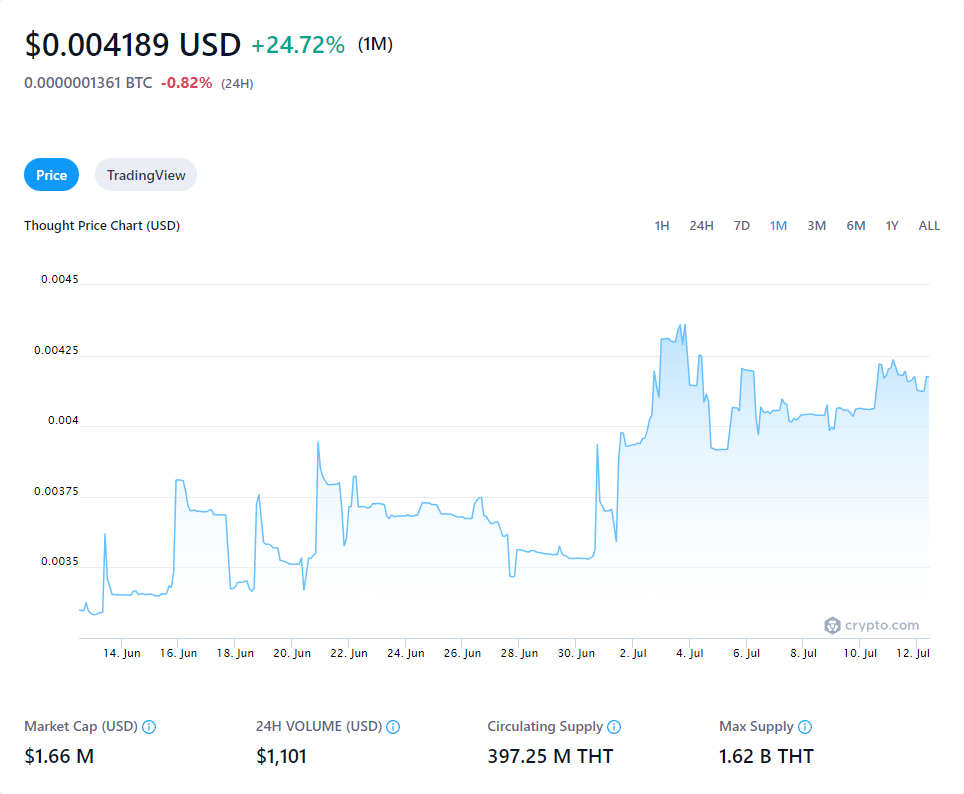 $0.004189 USD +24.72% (1M)
0.0000001361 BTC -0.82% (24H)
Price TradingView
Thought Price Chart (USD) 1H 24H 7D 1M 3M 6M 1Y ALL
0.0045
0.00425
0.004
0.00375
0.0035
crypto.com
14. Jun 16. Jun 18. Jun 20. Jun 22. Jun 24. Jun 26. Jun 28. Jun 30. Jun 2. Jul 4. Jul 6. Jul 8. Jul 10. Jul 12. Jul
Market Cap (USD) 24H VOLUME (USD) Circulating Supply Max Supply
$1.66 M $1,101 397.25 M THT 1.62 B THT